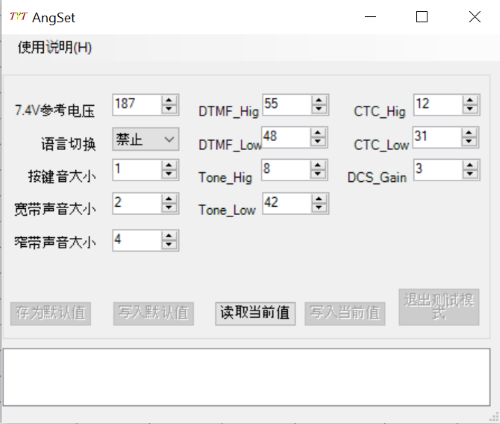 TYT AngSet
使用说明(H)
7.4V参考电压 187 DTMF_Hig 55 CTC_Hig 12
语言切换 禁止 DTMF_Low 48 CTC_Low 31
按键音大小 1 Tone_Hig 8 DCS_Gain 3
宽带声音大小 2 Tone_Low 42
窄带声音大小 4
存为默认值 写入默认值 读取当前值 写入当前值 退出测试模
式